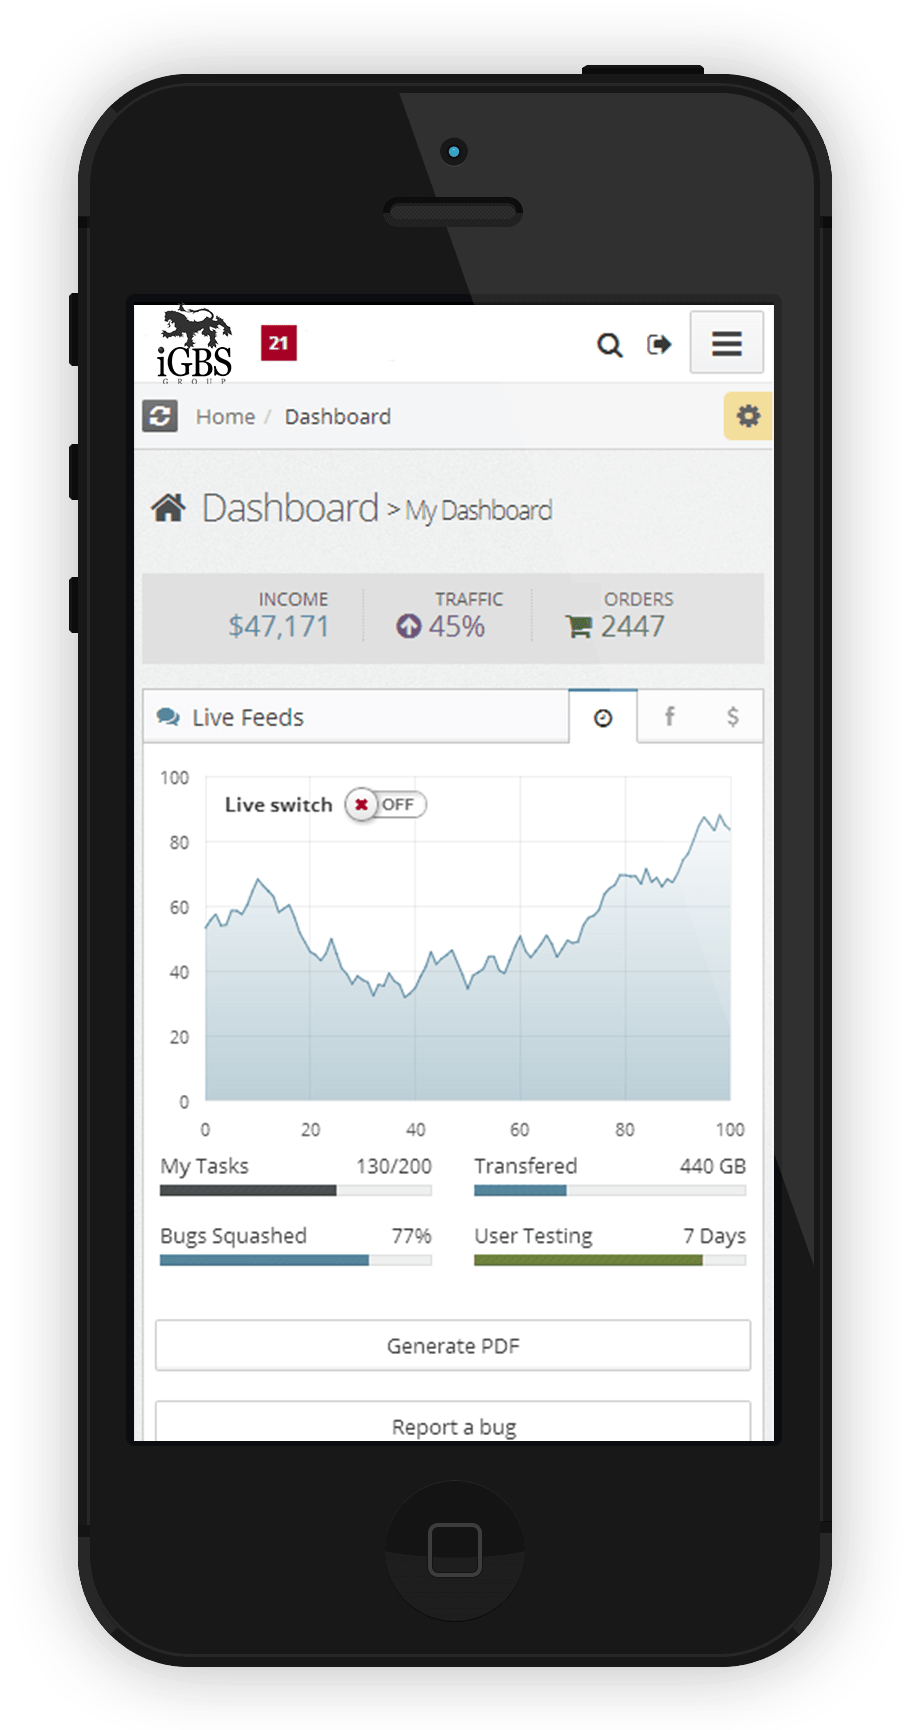 iGBS
GROUP
21
Home / Dashboard
Dashboard > My Dashboard
INCOME
$47,171
TRAFFIC
45%
ORDERS
2447
Live Feeds
f
$
Live switch
OFF
100
80
60
40
20
0
0 20 40 60 80 100
My Tasks 130/200
Transfered 440 GB
Bugs Squashed 77%
User Testing 7 Days
Generate PDF
Report a bug